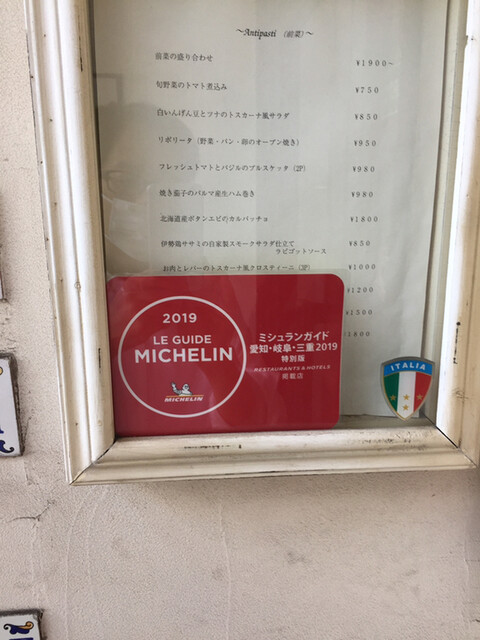 ～Antipasti （前菜）～
前菜の盛り合わせ ￥1900～
旬野菜のトマト煮込み ￥750
白いんげん豆とツナのトスカーナ風サラダ ￥850
リボリータ（野菜・パン・卵のオーブン焼き） ￥950
フレッシュトマトとバジルのブルスケッタ（2P） ￥980
焼き茄子のパルマ産生ハム巻き ￥980
北海道産ボタンエビのカルパッチョ ￥1800
伊勢鶏ササミの自家製スモークサラダ仕立て ￥850
ラビゴットソース
お肉とレバーのトスカーナ風クロスティーニ（3P） ￥1000
￥1200
￥1500
￥1800
2019
LE GUIDE
MICHELIN
MICHELIN
ミシュランガイド
愛知・岐阜・三重2019
特別版
RESTAURANTS & HOTELS
掲載店
ITALIA